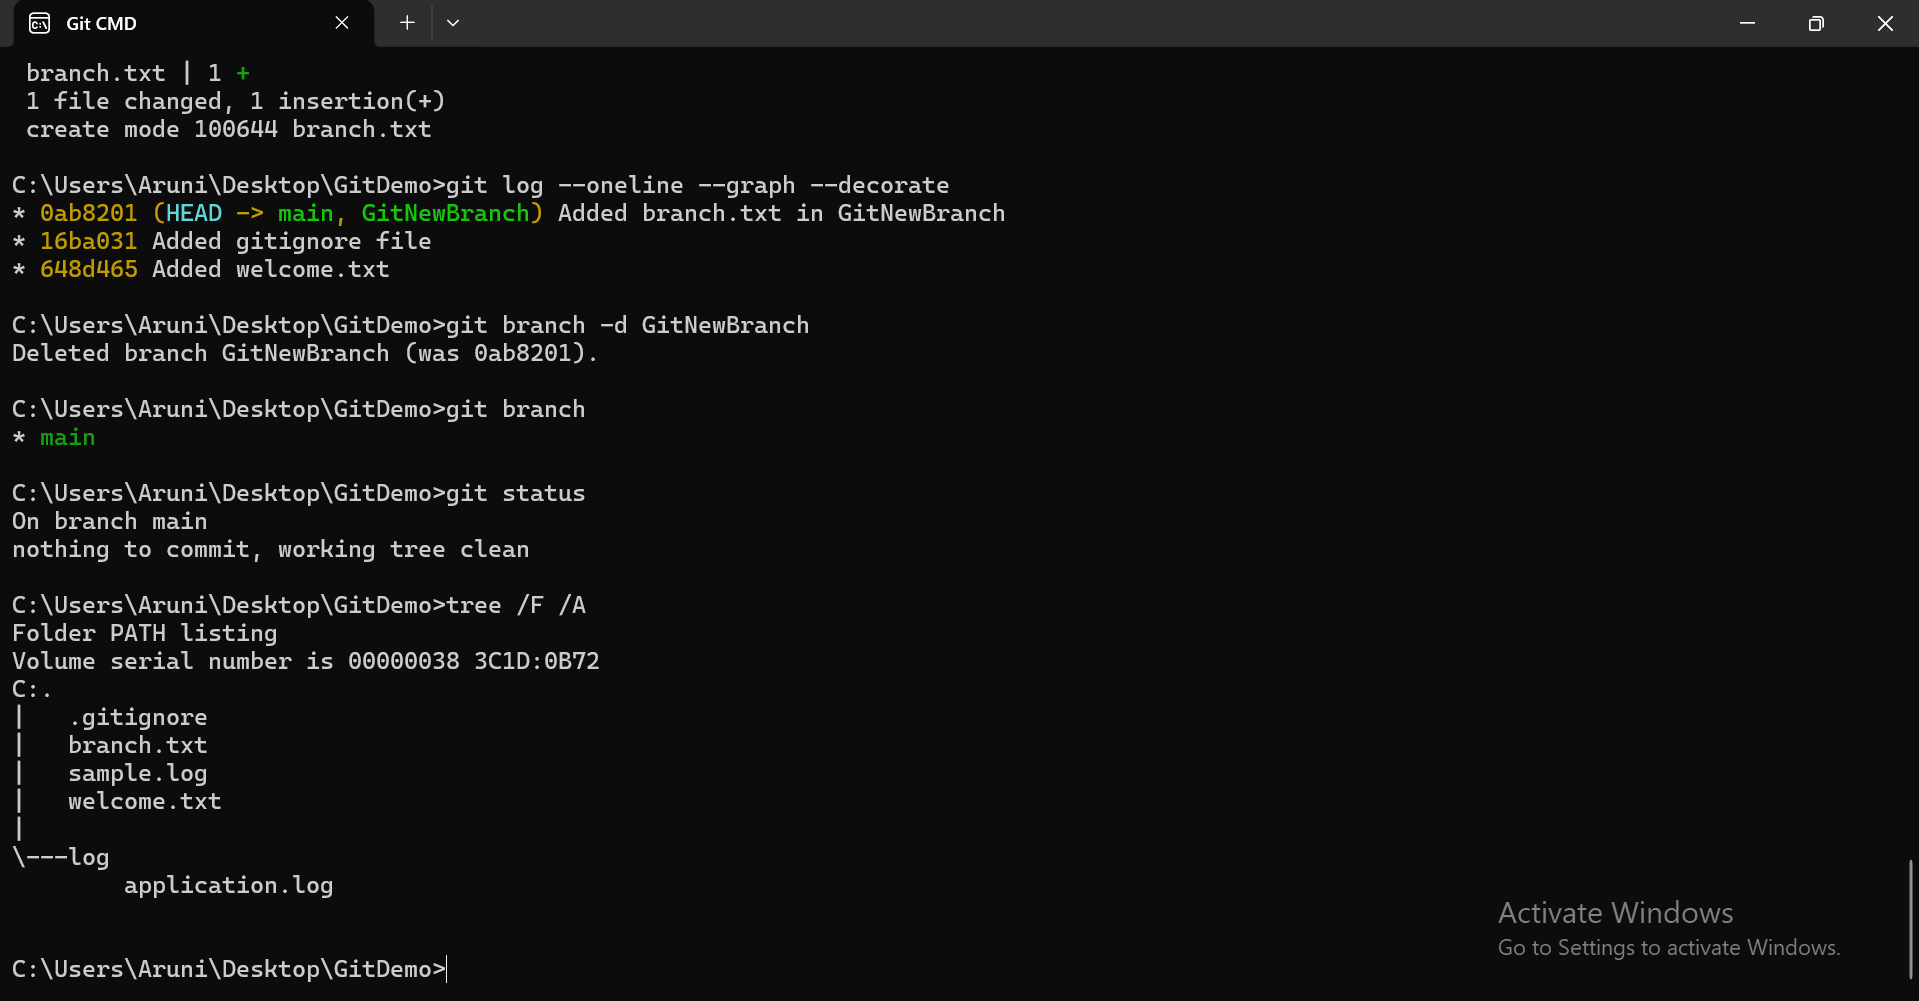 Git CMD
branch.txt | 1 +
1 file changed, 1 insertion(+)
create mode 100644 branch.txt
C:\Users\Aruni\Desktop\GitDemo>git log --oneline --graph --decorate
* 0ab8201 (HEAD -> main, GitNewBranch) Added branch.txt in GitNewBranch
* 16ba031 Added gitignore file
* 648d465 Added welcome.txt
C:\Users\Aruni\Desktop\GitDemo>git branch -d GitNewBranch
Deleted branch GitNewBranch (was 0ab8201).
C:\Users\Aruni\Desktop\GitDemo>git branch
* main
C:\Users\Aruni\Desktop\GitDemo>git status
On branch main
nothing to commit, working tree clean
C:\Users\Aruni\Desktop\GitDemo>tree /F /A
Folder PATH listing
Volume serial number is 00000038 3C1D:0B72
C:.
|   .gitignore
|   branch.txt
|   sample.log
|   welcome.txt
|
\---log
        application.log
C:\Users\Aruni\Desktop\GitDemo>
Activate Windows
Go to Settings to activate Windows.